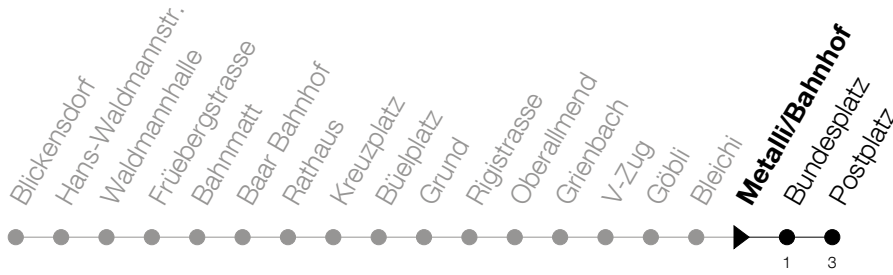 Blickensdorf
Hans-Waldmannstr.
Waldmannhalle
Früebergstrasse
Bahnmatt
Baar Bahnhof
Rathaus
Kreuzplatz
Büelplatz
Grund
Rigistrasse
Oberallmend
Grienbach
V-Zug
Göbli
Bleichi
Metalli/Bahnhof
Bundesplatz
Postplatz
1
3